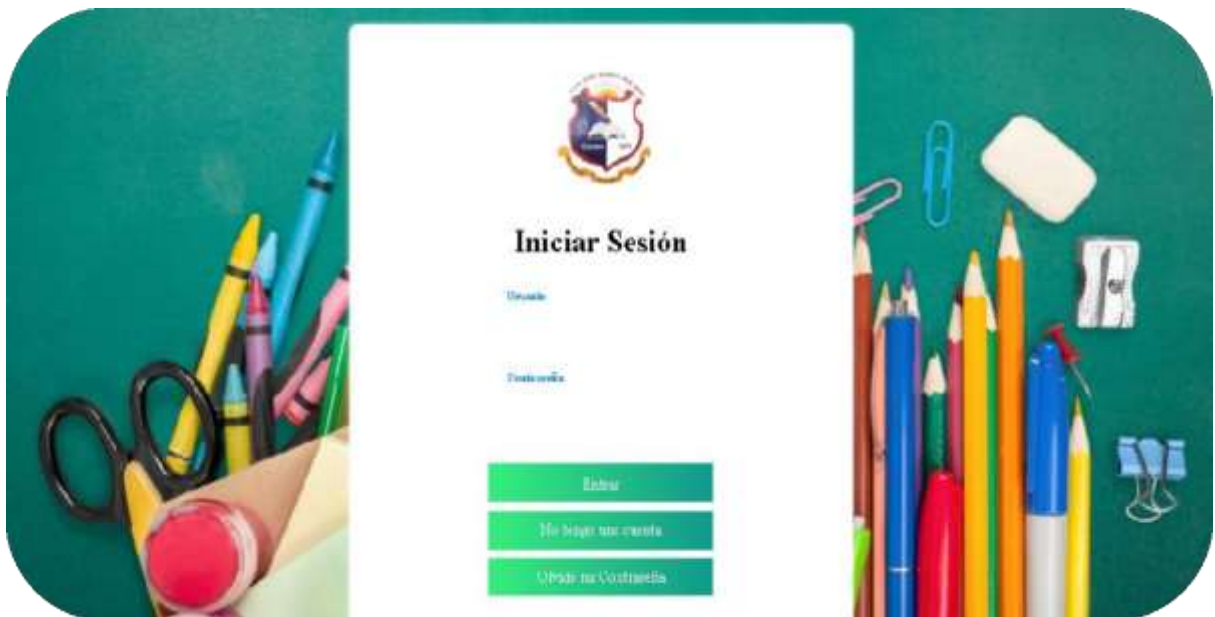 Iniciar Sesión
Usuario
Contraseña
Entrar
No tengo una cuenta
Olvide mi Contraseña